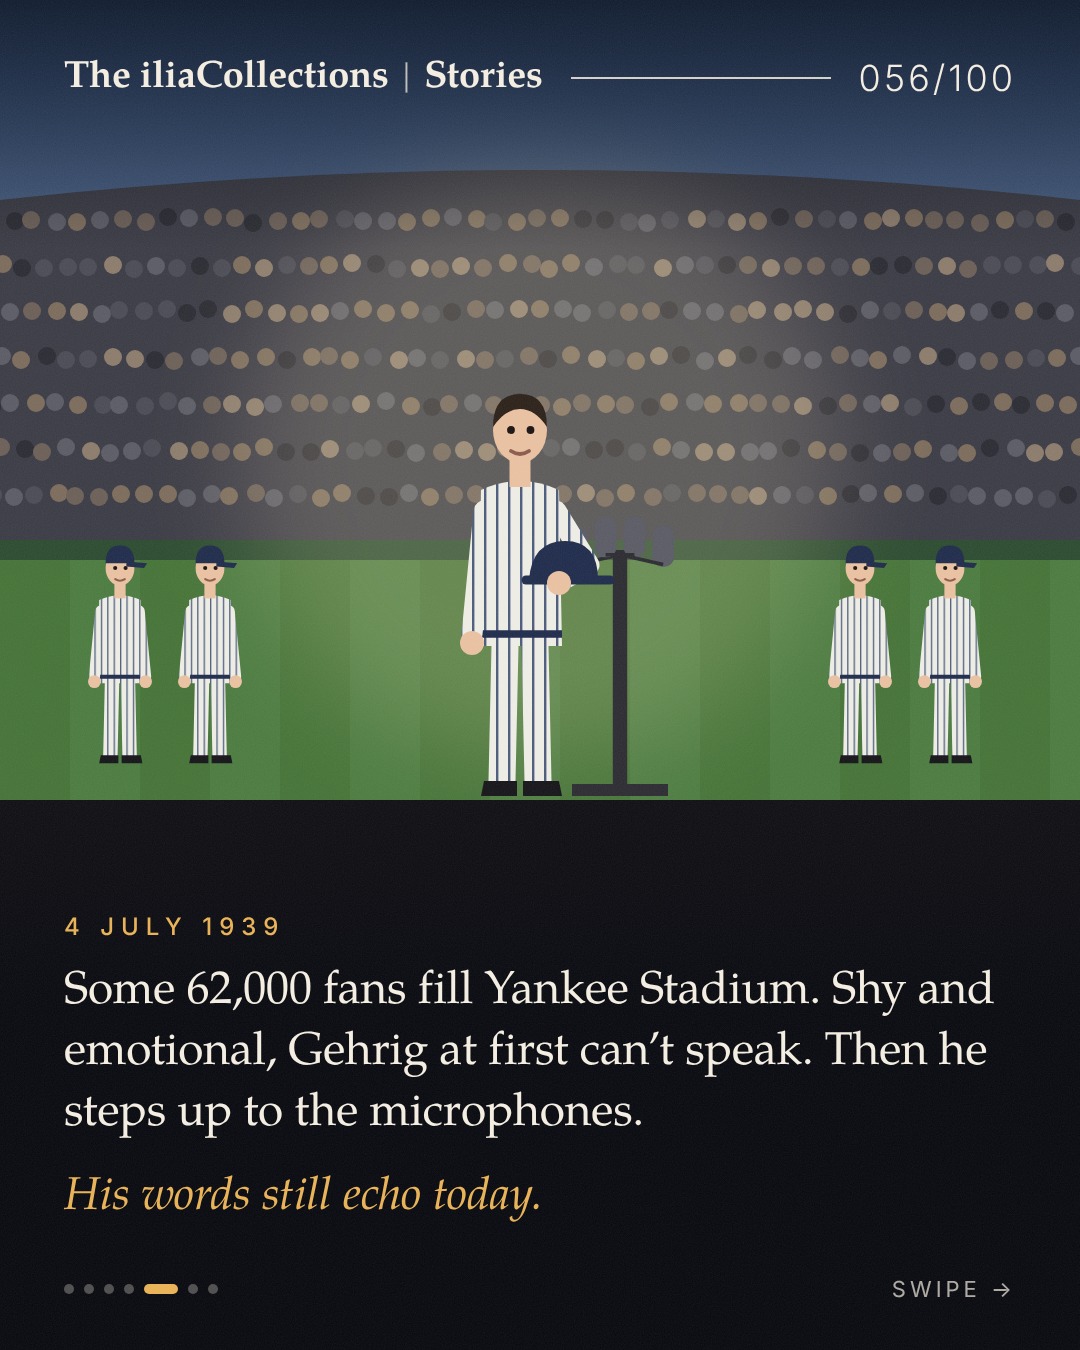 The iliaCollections | Stories
056/100
4 JULY 1939
Some 62,000 fans fill Yankee Stadium. Shy and
emotional, Gehrig at first can’t speak. Then he
steps up to the microphones.
His words still echo today.
SWIPE →